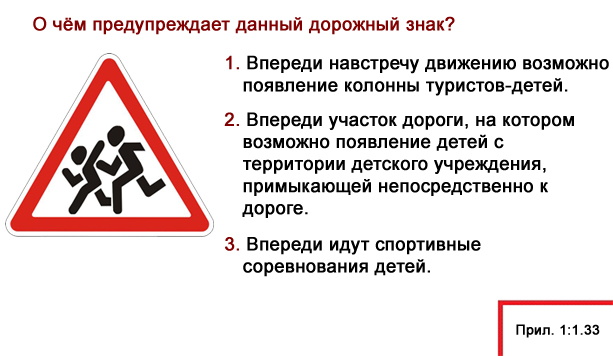 О чём предупреждает данный дорожный знак?
1. Впереди навстречу движению возможно
появление колонны туристов-детей.
2. Впереди участок дороги, на котором
возможно появление детей с
территории детского учреждения,
примыкающей непосредственно к
дороге.
3. Впереди идут спортивные
соревнования детей.
Прил. 1:1.33